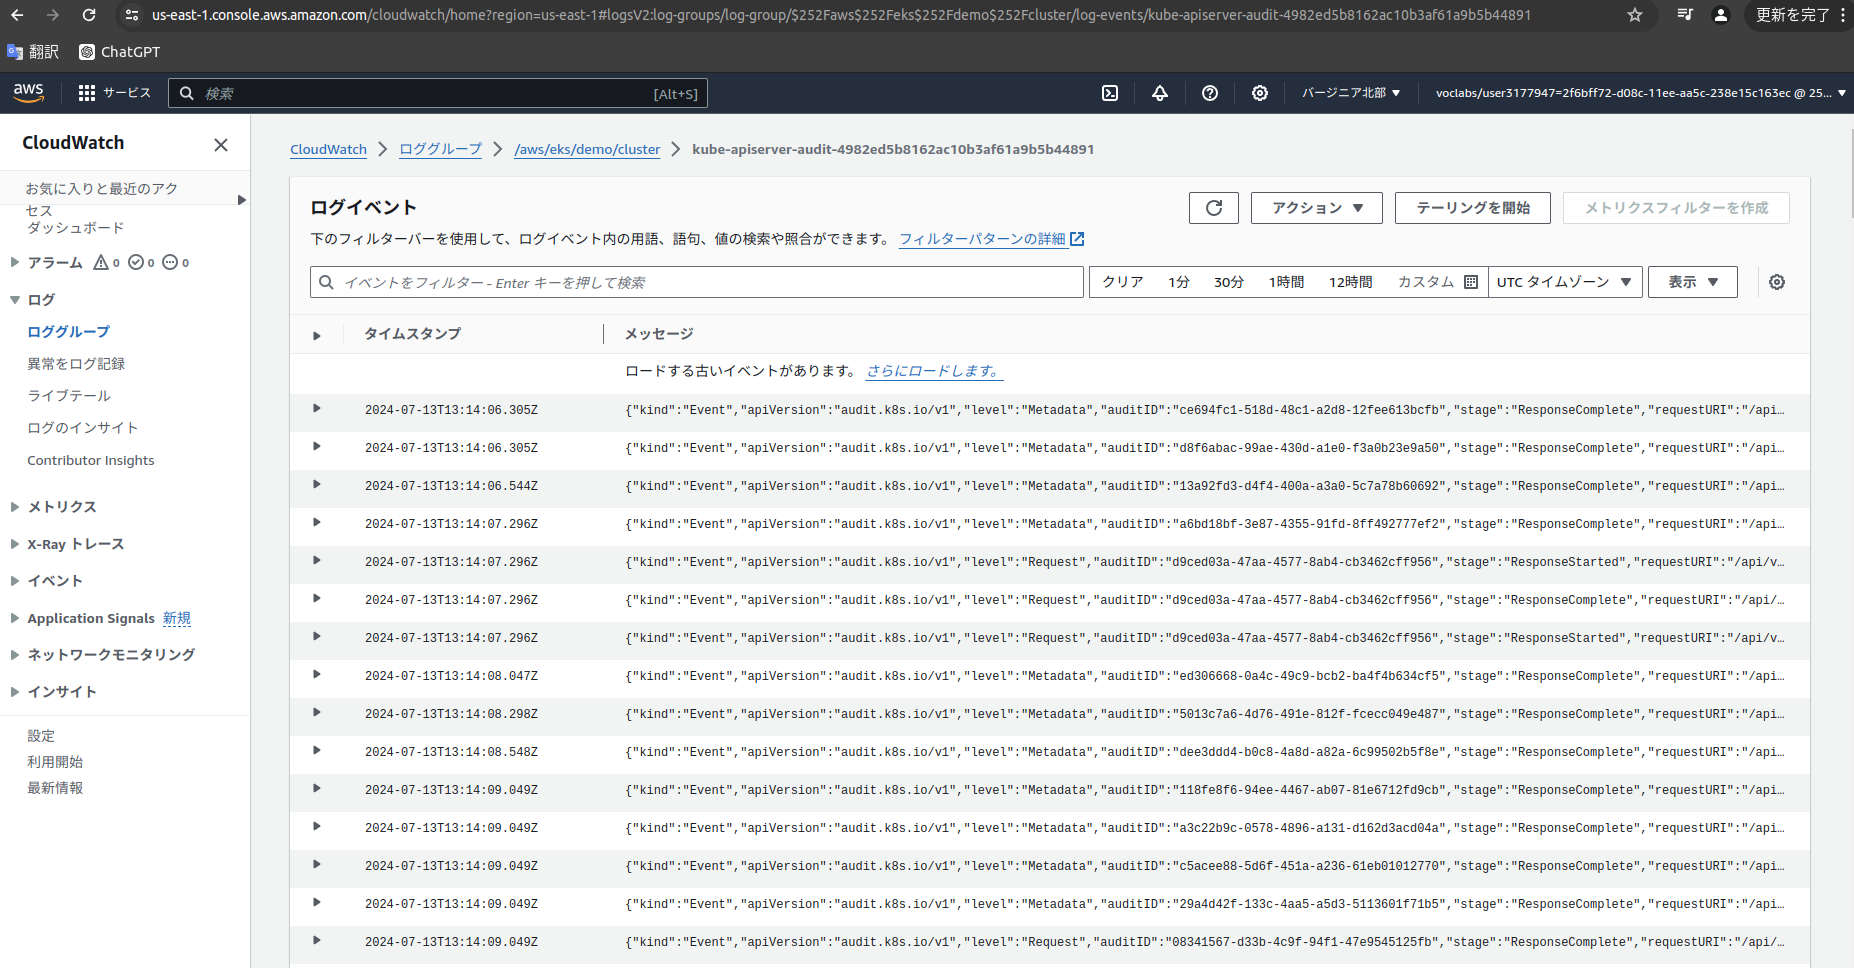 us-east-1.console.aws.amazon.com/cloudwatch/home?region=us-east-1#logsV2:log-groups/log-group/$252Faws$252Feks$252Fdemo$252Fcluster/log-events/kube-apiserver-audit-4982ed5b8162ac10b3af61a9b5b44891
更新を完了
翻訳 ChatGPT
aws サービス 検索 [Alt+S] バージニア北部 voclabs/user3177947=2f6bff72-d08c-11ee-aa5c-238e15c163ec @ 25...
CloudWatch
お気に入りと最近のアク
セス
ダッシュボード
アラーム 0 0 0
ログ
ロググループ
異常をログ記録
ライブテール
ログのインサイト
Contributor Insights
メトリクス
X-Ray トレース
イベント
Application Signals 新規
ネットワークモニタリング
インサイト
設定
利用開始
最新情報
CloudWatch ロググループ /aws/eks/demo/cluster kube-apiserver-audit-4982ed5b8162ac10b3af61a9b5b44891
ログイベント
アクション テーリングを開始 メトリクスフィルターを作成
下のフィルターバーを使用して、ログイベント内の用語、語句、値の検索や照合ができます。 フィルターパターンの詳細
イベントをフィルター - Enter キーを押して検索 クリア 1分 30分 1時間 12時間 カスタム UTC タイムゾーン 表示
タイムスタンプ メッセージ
ロードする古いイベントがあります。 さらにロードします。
2024-07-13T13:14:06.305Z {"kind":"Event","apiVersion":"audit.k8s.io/v1","level":"Metadata","auditID":"ce694fc1-518d-48c1-a2d8-12fee613bcfb","stage":"ResponseComplete","requestURI":"/api…
2024-07-13T13:14:06.305Z {"kind":"Event","apiVersion":"audit.k8s.io/v1","level":"Metadata","auditID":"d8f6abac-99ae-430d-a1e0-f3a0b23e9a50","stage":"ResponseComplete","requestURI":"/api…
2024-07-13T13:14:06.544Z {"kind":"Event","apiVersion":"audit.k8s.io/v1","level":"Metadata","auditID":"13a92fd3-d4f4-400a-a3a0-5c7a78b60692","stage":"ResponseComplete","requestURI":"/api…
2024-07-13T13:14:07.296Z {"kind":"Event","apiVersion":"audit.k8s.io/v1","level":"Metadata","auditID":"a6bd18bf-3e87-4355-91fd-8ff492777ef2","stage":"ResponseComplete","requestURI":"/api…
2024-07-13T13:14:07.296Z {"kind":"Event","apiVersion":"audit.k8s.io/v1","level":"Request","auditID":"d9ced03a-47aa-4577-8ab4-cb3462cff956","stage":"ResponseStarted","requestURI":"/api/v…
2024-07-13T13:14:07.296Z {"kind":"Event","apiVersion":"audit.k8s.io/v1","level":"Request","auditID":"d9ced03a-47aa-4577-8ab4-cb3462cff956","stage":"ResponseComplete","requestURI":"/api/…
2024-07-13T13:14:07.296Z {"kind":"Event","apiVersion":"audit.k8s.io/v1","level":"Request","auditID":"d9ced03a-47aa-4577-8ab4-cb3462cff956","stage":"ResponseStarted","requestURI":"/api/v…
2024-07-13T13:14:08.047Z {"kind":"Event","apiVersion":"audit.k8s.io/v1","level":"Metadata","auditID":"ed306668-0a4c-49c9-bcb2-ba4f4b634cf5","stage":"ResponseComplete","requestURI":"/api…
2024-07-13T13:14:08.298Z {"kind":"Event","apiVersion":"audit.k8s.io/v1","level":"Metadata","auditID":"5013c7a6-4d76-491e-812f-fcecc049e487","stage":"ResponseComplete","requestURI":"/api…
2024-07-13T13:14:08.548Z {"kind":"Event","apiVersion":"audit.k8s.io/v1","level":"Metadata","auditID":"dee3ddd4-b0c8-4a8d-a82a-6c99502b5f8e","stage":"ResponseComplete","requestURI":"/api…
2024-07-13T13:14:09.049Z {"kind":"Event","apiVersion":"audit.k8s.io/v1","level":"Metadata","auditID":"118fe8f6-94ee-4467-ab07-81e6712fd9cb","stage":"ResponseComplete","requestURI":"/api…
2024-07-13T13:14:09.049Z {"kind":"Event","apiVersion":"audit.k8s.io/v1","level":"Metadata","auditID":"a3c22b9c-0578-4896-a131-d162d3acd04a","stage":"ResponseComplete","requestURI":"/api…
2024-07-13T13:14:09.049Z {"kind":"Event","apiVersion":"audit.k8s.io/v1","level":"Metadata","auditID":"c5acee88-5d6f-451a-a236-61eb01012770","stage":"ResponseComplete","requestURI":"/api…
2024-07-13T13:14:09.049Z {"kind":"Event","apiVersion":"audit.k8s.io/v1","level":"Metadata","auditID":"29a4d42f-133c-4aa5-a5d3-5113601f71b5","stage":"ResponseComplete","requestURI":"/api…
2024-07-13T13:14:09.049Z {"kind":"Event","apiVersion":"audit.k8s.io/v1","level":"Request","auditID":"08341567-d33b-4c9f-94f1-47e9545125fb","stage":"ResponseComplete","requestURI":"/api/…